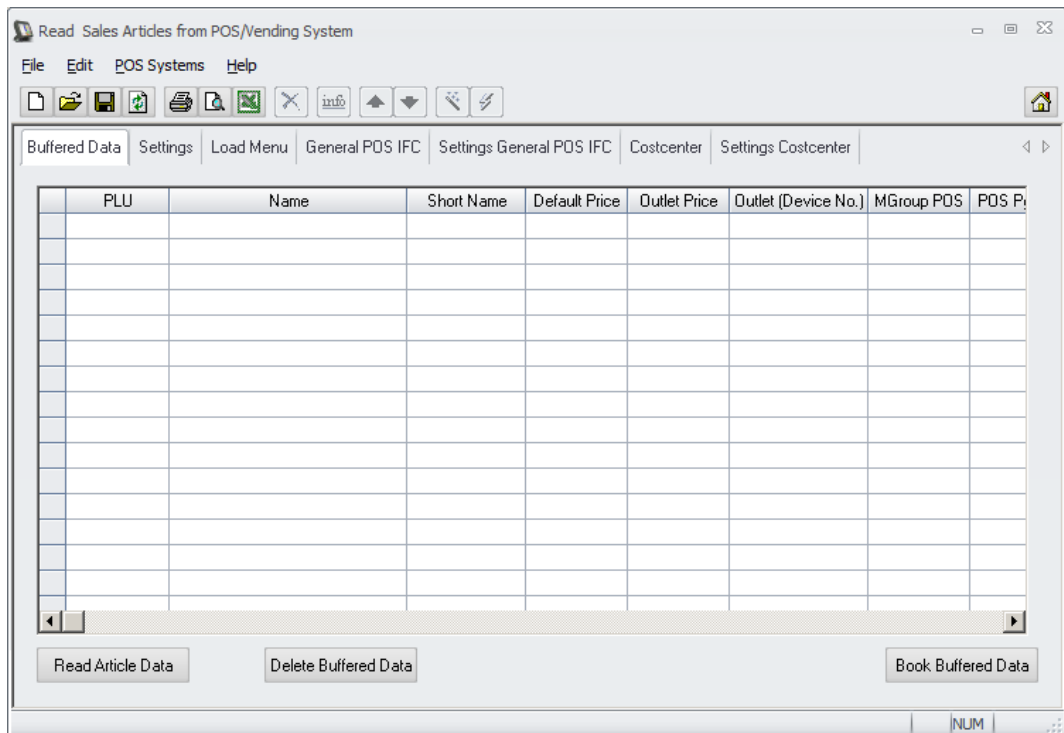 Read Sales Articles from POS/Vending System
File Edit POS Systems Help
info
Buffered Data Settings Load Menu General POS IFC Settings General POS IFC Costcenter Settings Costcenter
PLU Name Short Name Default Price Outlet Price Outlet (Device No.) MGroup POS POS
Read Article Data Delete Buffered Data Book Buffered Data
NUM